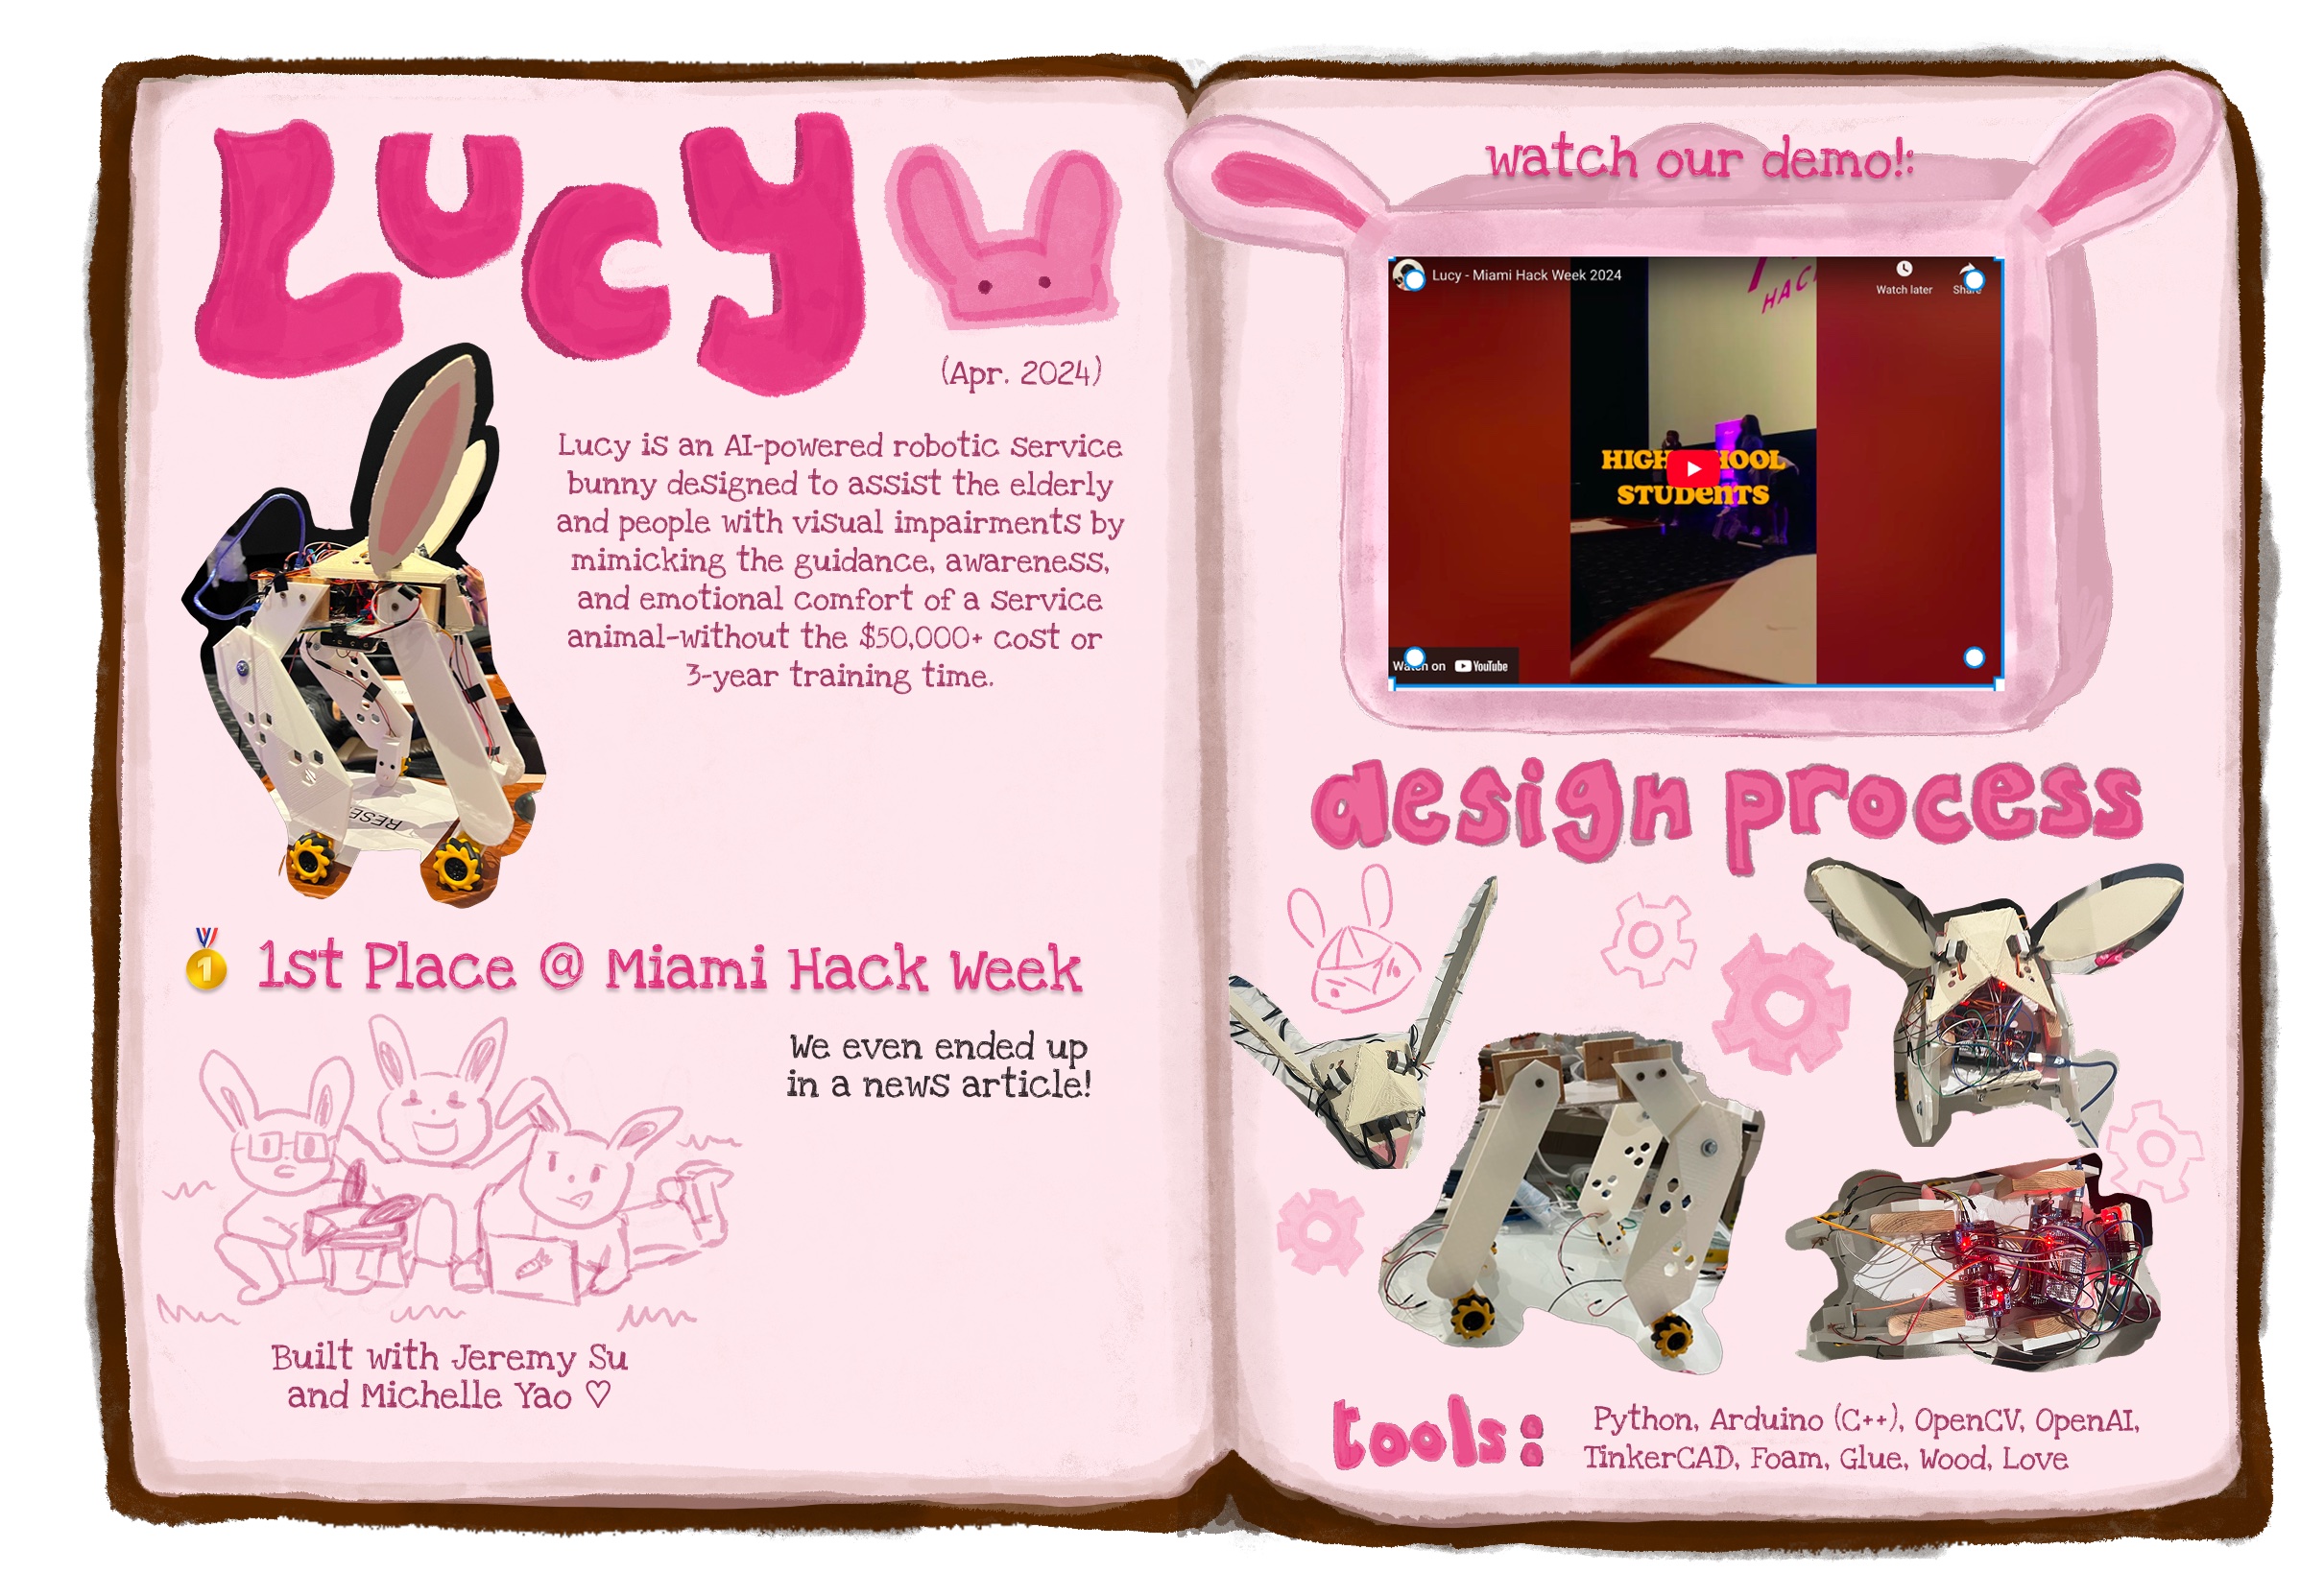 Lucy
(Apr. 2024)
Lucy is an AI-powered robotic service
bunny designed to assist the elderly
and people with visual impairments by
mimicking the guidance, awareness,
and emotional comfort of a service
animal-without the $50,000+ cost or
3-year training time.
1
1st Place @ Miami Hack Week
We even ended up
in a news article!
Built with Jeremy Su
and Michelle Yao ♡
watch our demo!:
Lucy - Miami Hack Week 2024
Watch later
Share
HAC
HIGH SCHOOL
STUDENTS
Watch on YouTube
design process
tools:
Python, Arduino (C++), OpenCV, OpenAI,
TinkerCAD, Foam, Glue, Wood, Love
RESE